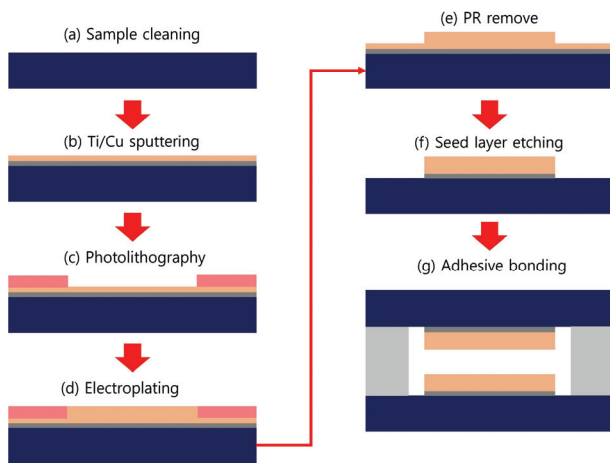 (a) Sample cleaning
(b) Ti/Cu sputtering
(c) Photolithography
(d) Electroplating
(e) PR remove
(f) Seed layer etching
(g) Adhesive bonding